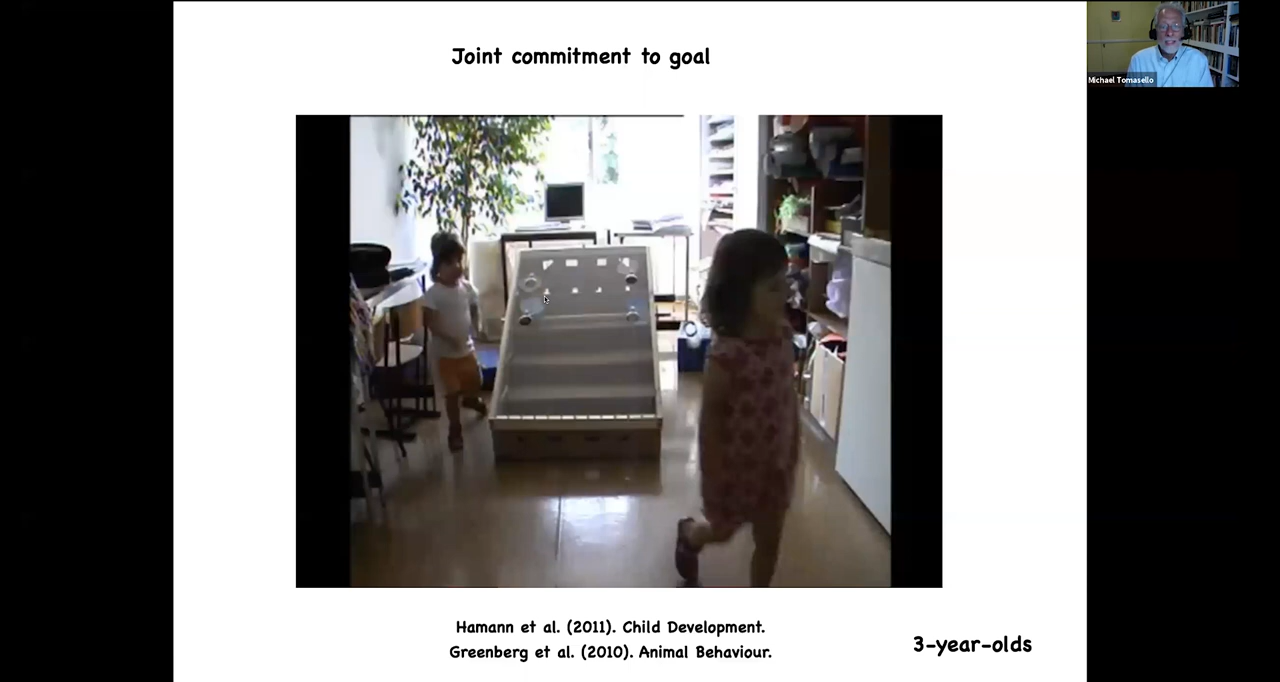 Joint commitment to goal
Michael Tomasello
Hamann et al. (2011). Child Development.
Greenberg et al. (2010). Animal Behaviour.
3-year-olds